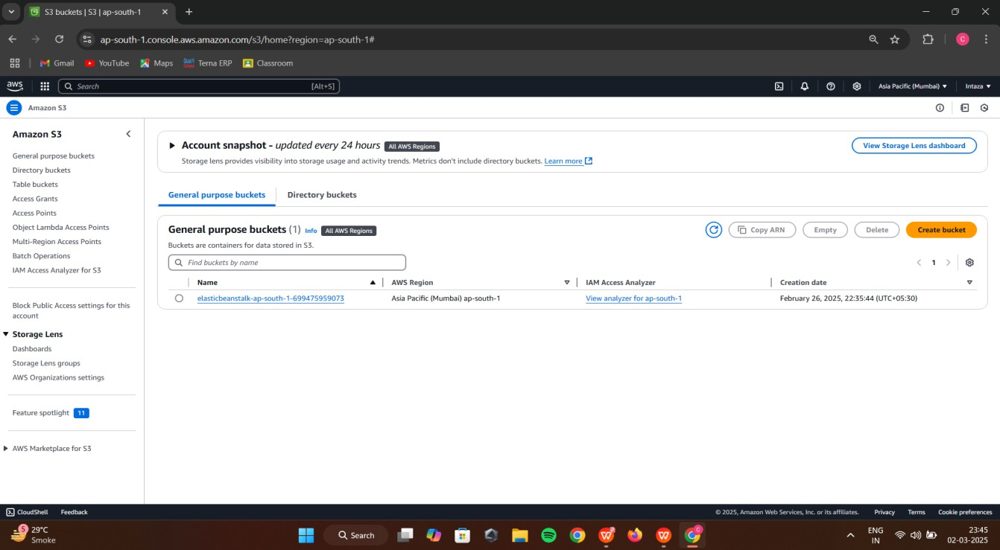 S3 buckets | S3 | ap-south-1
ap-south-1.console.aws.amazon.com/s3/home?region=ap-south-1#
C
Gmail
YouTube
Maps
Terna ERP
Classroom
aws
Search
[Alt+S]
Asia Pacific (Mumbai)
Intaza
Amazon S3
Amazon S3
General purpose buckets
Directory buckets
Table buckets
Access Grants
Access Points
Object Lambda Access Points
Multi-Region Access Points
Batch Operations
IAM Access Analyzer for S3
Block Public Access settings for this
account
Storage Lens
Dashboards
Storage Lens groups
AWS Organizations settings
Feature spotlight 11
AWS Marketplace for S3
Account snapshot - updated every 24 hours All AWS Regions
Storage lens provides visibility into storage usage and activity trends. Metrics don't include directory buckets. Learn more
View Storage Lens dashboard
General purpose buckets
Directory buckets
General purpose buckets (1) Info All AWS Regions
Buckets are containers for data stored in S3.
Copy ARN
Empty
Delete
Create bucket
Find buckets by name
1
Name
AWS Region
IAM Access Analyzer
Creation date
elasticbeanstalk-ap-south-1-699475959073
Asia Pacific (Mumbai) ap-south-1
View analyzer for ap-south-1
February 26, 2025, 22:35:44 (UTC+05:30)
CloudShell
Feedback
© 2025, Amazon Web Services, Inc. or its affiliates.
Privacy
Terms
Cookie preferences
5
29°C
Smoke
Search
C
ENG
IN
23:45
02-03-2025